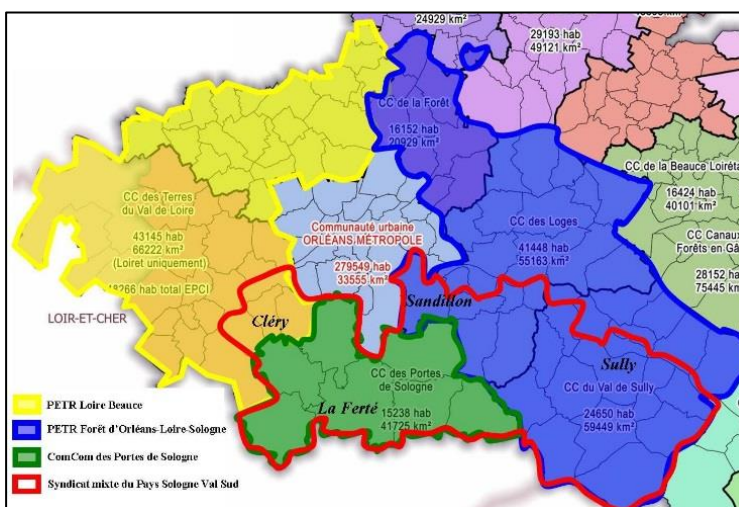 24929 km²
29193 hab
49121 km²
CC de la Forêt
16152 hab
20929 km²
CC de la Beauce Loiréta
16424 hab
40101 km²
CC des Terres
du Val de Loire
43145 hab
66222 km²
(Loiret uniquement)
48266 hab total EPCI
Communauté urbaine
ORLÉANS MÉTROPOLE
279549 hab
33555 km²
CC des Loges
41448 hab
55163 km²
CC Canaux
Forêts en Gâ
28152 hab
75445 km²
LOIR-ET-CHER
Cléry
Sandillon
Sully
CC des Portes
de Sologne
La Ferté
15238 hab
41725 km²
CC du Val de Sully
24650 hab
59449 km²
PETR Loire Beauce
PETR Forêt d'Orléans-Loire-Sologne
ComCom des Portes de Sologne
Syndicat mixte du Pays Sologne Val Sud